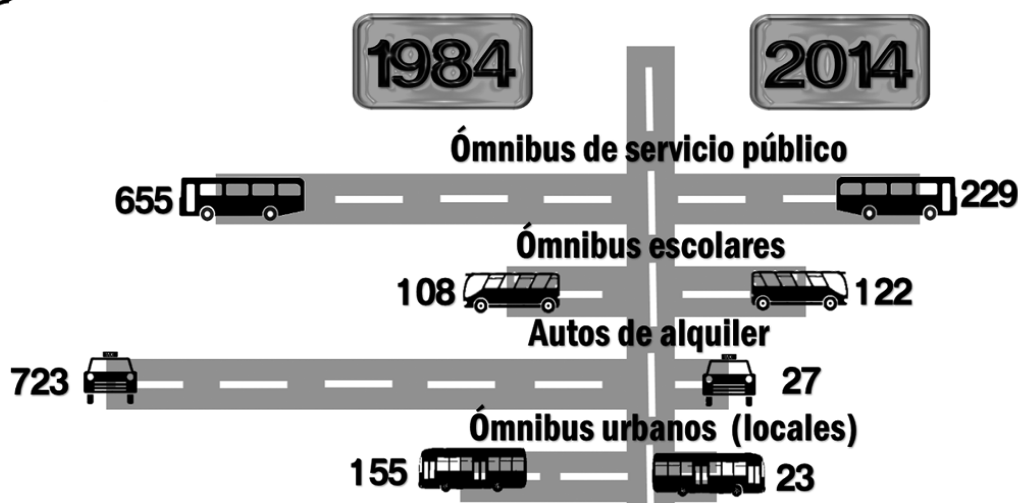 1984 2014
Ómnibus de servicio público
655 229
Ómnibus escolares
108 122
Autos de alquiler
723 27
Ómnibus urbanos (locales)
155 23